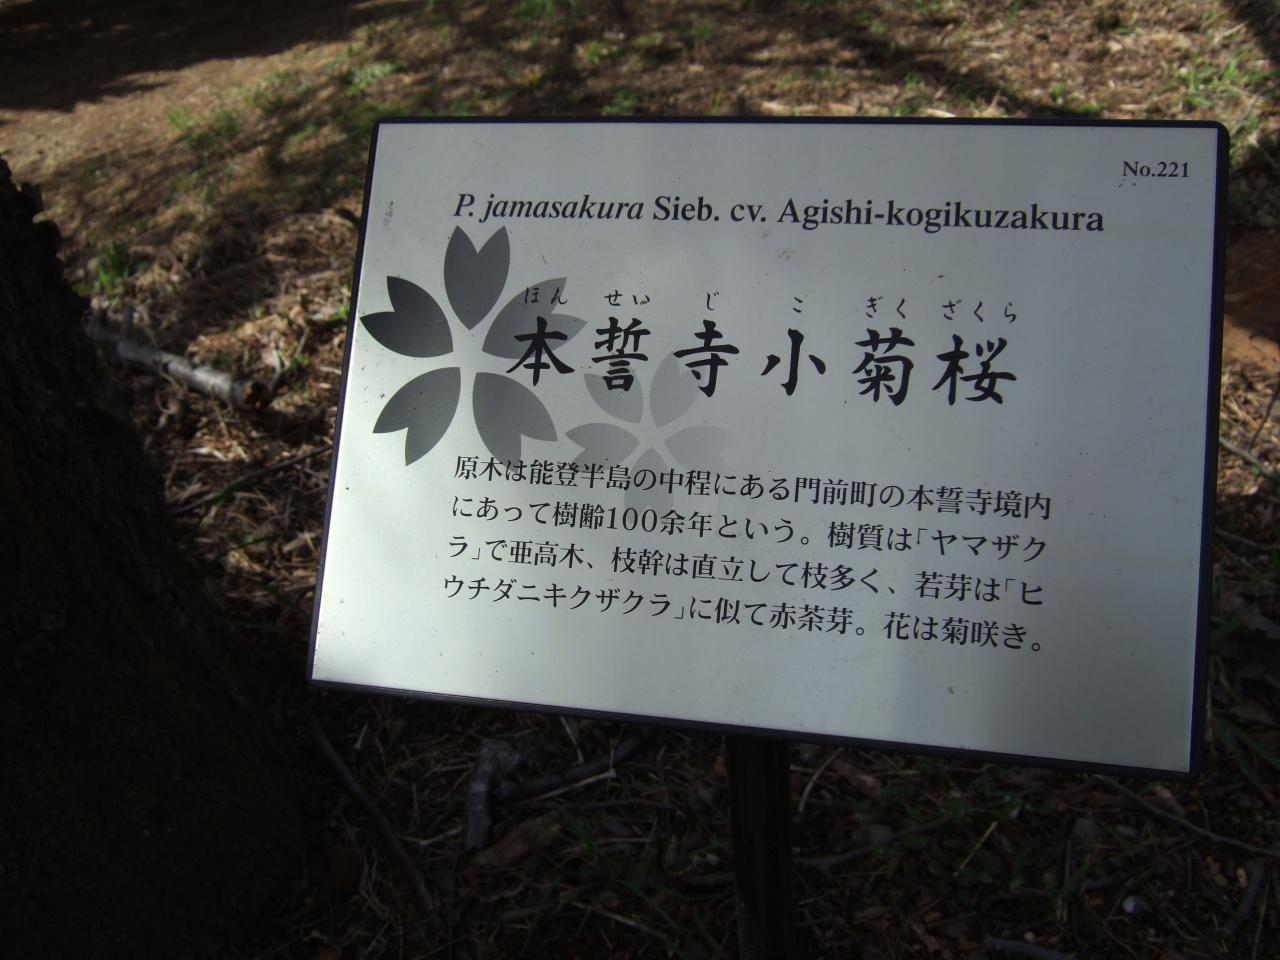 No.221
P. jamasakura Sieb. cv. Agishi-kogikuzakura
ほん せい じ こ ぎく ざくら
本誓寺小菊桜
原木は能登半島の中程にある門前町の本誓寺境内
にあって樹齢100余年という。樹質は「ヤマザク
ラ」で亜高木、枝幹は直立して枝多く、若芽は「ヒ
ウチダニキクザクラ」に似て赤茶芽。花は菊咲き。